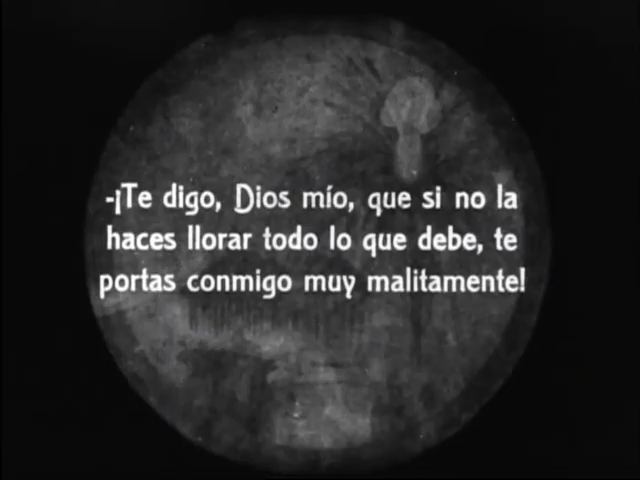 -¡Te digo, Dios mío, que si no la
haces llorar todo lo que debe, te
portas conmigo muy malitamente!